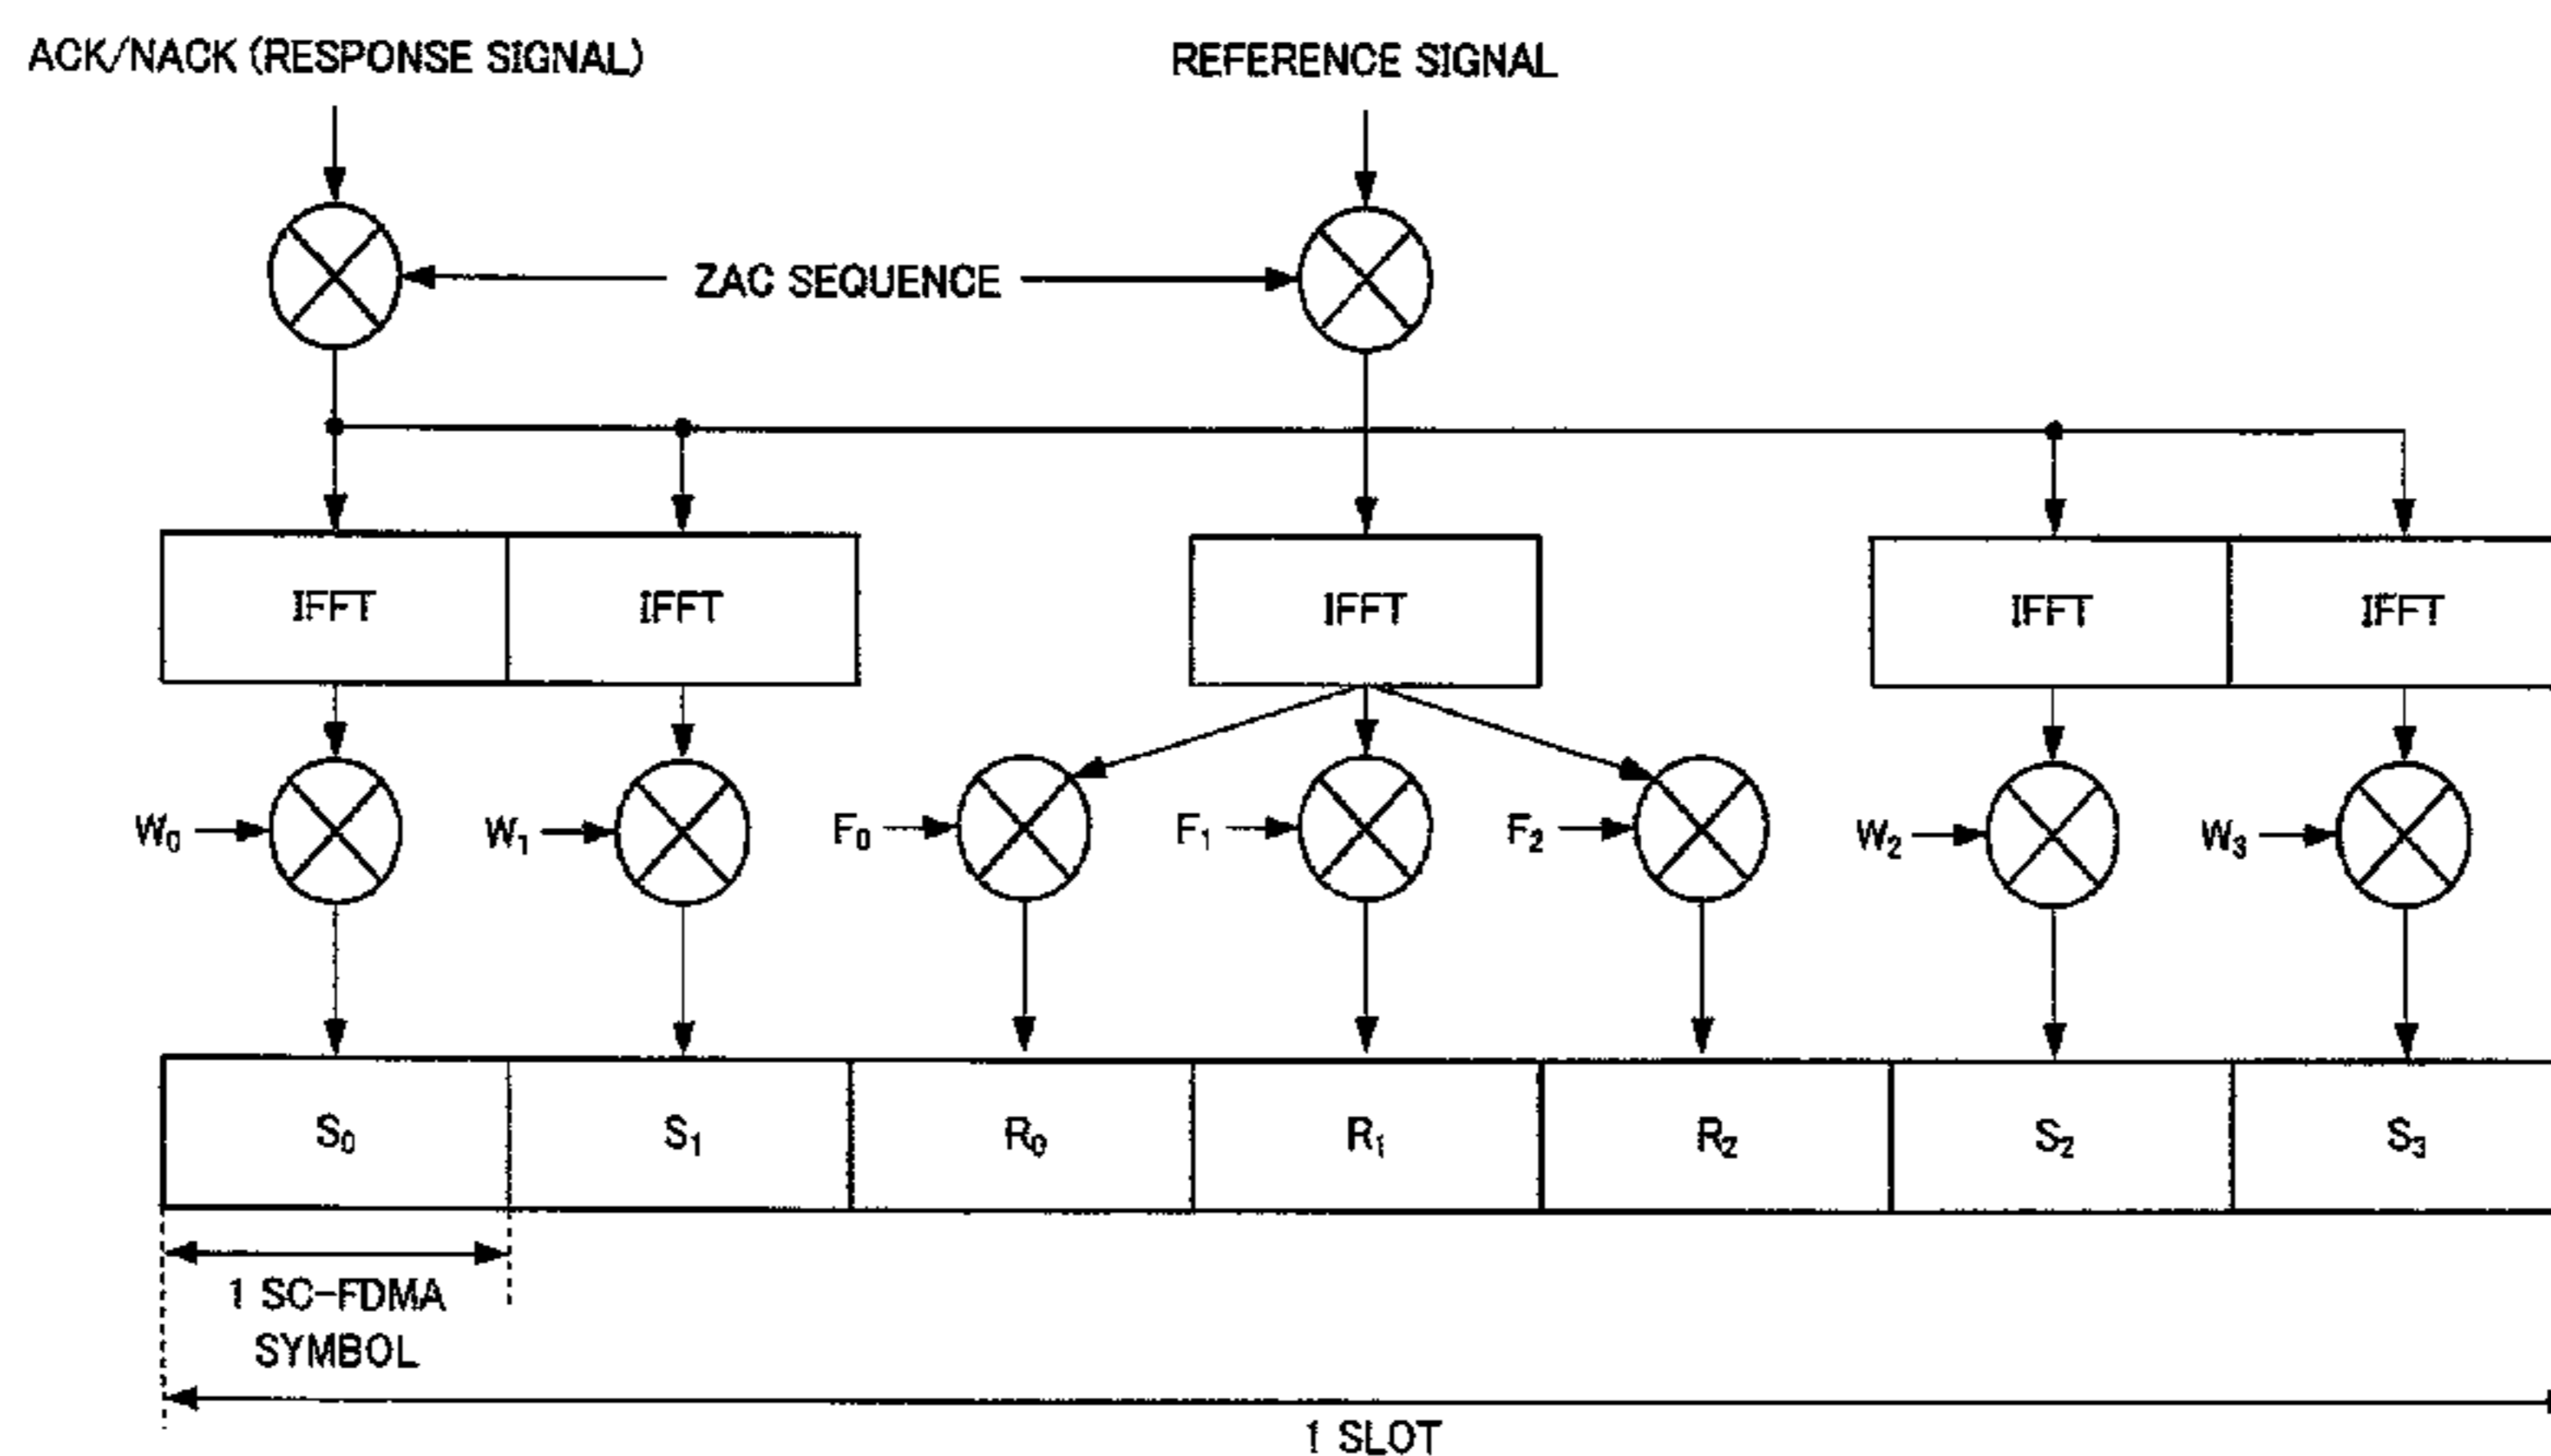 ACK/NACK (RESPONSE SIGNAL)
REFERENCE SIGNAL
ZAC SEQUENCE
IFFT IFFT IFFT IFFT IFFT
W₀ W₁ F₀ F₁ F₂ W₂ W₃
S₀ S₁ R₀ R₁ R₂ S₂ S₃
1 SC-FDMA
SYMBOL
1 SLOT